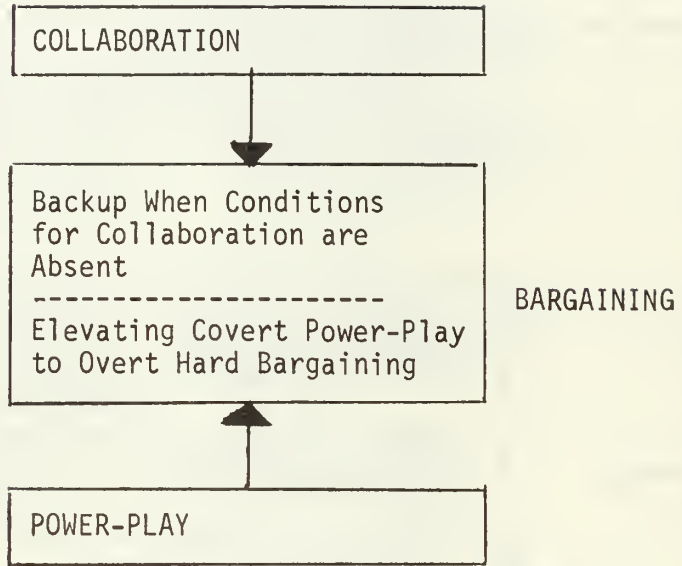 COLLABORATION
Backup When Conditions
for Collaboration are
Absent
Elevating Covert Power-Play
to Overt Hard Bargaining
BARGAINING
POWER-PLAY